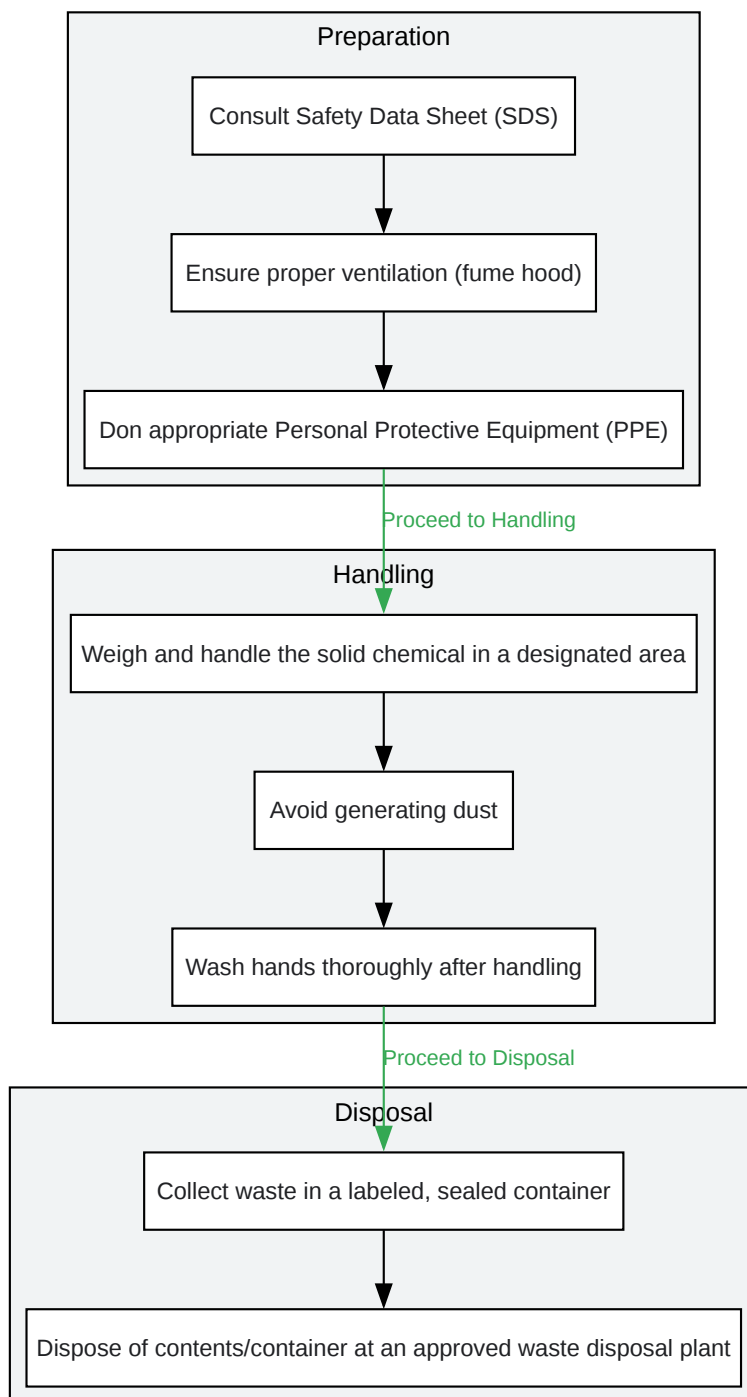 Preparation
Consult Safety Data Sheet (SDS)
Ensure proper ventilation (fume hood)
Don appropriate Personal Protective Equipment (PPE)
Proceed to Handling
Handling
Weigh and handle the solid chemical in a designated area
Avoid generating dust
Wash hands thoroughly after handling
Proceed to Disposal
Disposal
Collect waste in a labeled, sealed container
Dispose of contents/container at an approved waste disposal plant